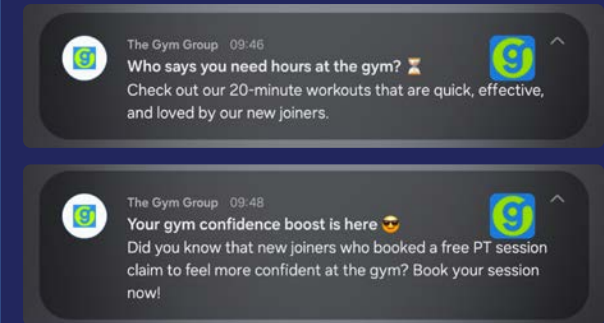 The Gym Group 09:46
Who says you need hours at the gym? ⏳
Check out our 20-minute workouts that are quick, effective,
and loved by our new joiners.
The Gym Group 09:48
Your gym confidence boost is here 😎
Did you know that new joiners who booked a free PT session
claim to feel more confident at the gym? Book your session
now!